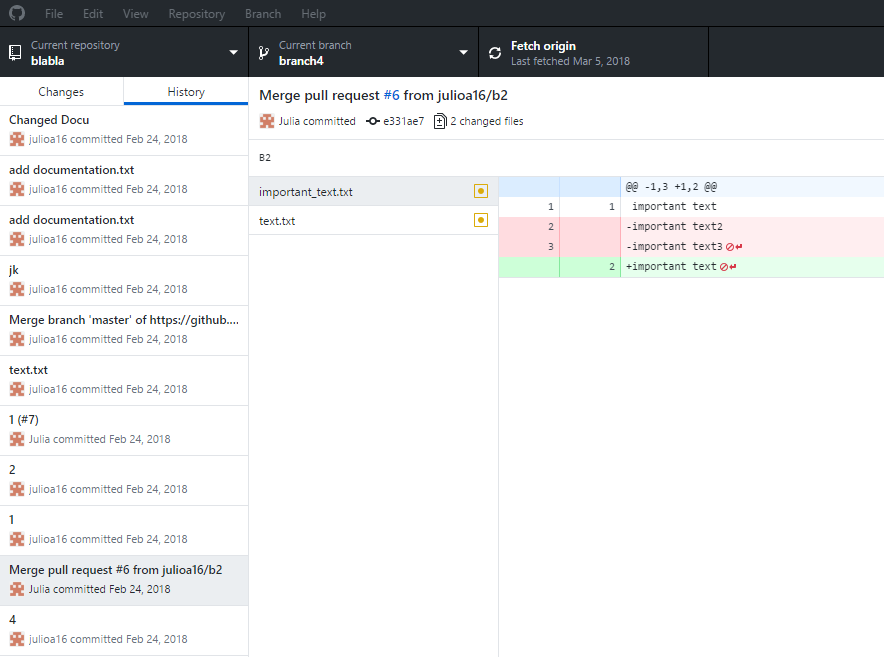 File Edit View Repository Branch Help
Current repository
blabla
Current branch
branch4
Fetch origin
Last fetched Mar 5, 2018
Changes
History
Changed Docu
julioa16 committed Feb 24, 2018
add documentation.txt
julioa16 committed Feb 24, 2018
add documentation.txt
julioa16 committed Feb 24, 2018
jk
julioa16 committed Feb 24, 2018
Merge branch 'master' of https://github....
julioa16 committed Feb 24, 2018
text.txt
julioa16 committed Feb 24, 2018
1 (#7)
Julia committed Feb 24, 2018
2
julioa16 committed Feb 24, 2018
1
julioa16 committed Feb 24, 2018
Merge pull request #6 from julioa16/b2
Julia committed Feb 24, 2018
4
julioa16 committed Feb 24, 2018
Merge pull request #6 from julioa16/b2
Julia committed e331ae7 2 changed files
B2
important_text.txt
text.txt
@@ -1,3 +1,2 @@
1 1 important text
2 -important text2
3 -important text3
2 +important text